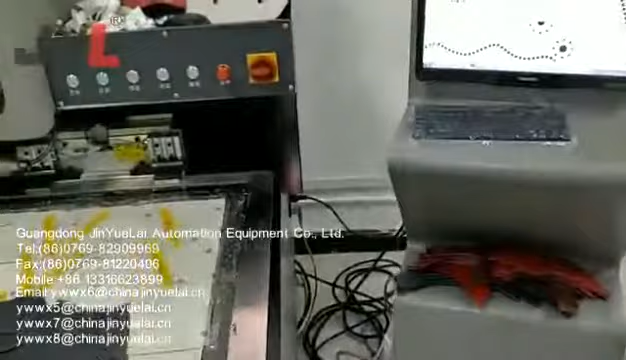 L®
Guangdong JinYueLai Automation Equipment Co., Ltd.
Tel:(86)0769-82909969
Fax:(86)0769-81220406
Mobile:+86 13316623899
Email:ywwx6@chinajinyuelai.cn
ywwx5@chinajinyuelai.cn
ywwx7@chinajinyuelai.cn
ywwx8@chinajinyuelai.cn